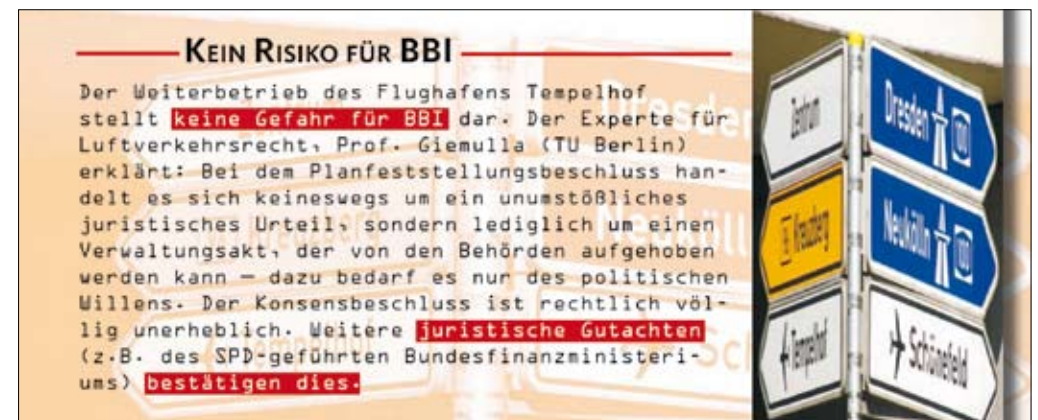 KEIN RISIKO FÜR BBI
Der Weiterbetrieb des Flughafens Tempelhof
stellt keine Gefahr für BBI dar. Der Experte für
Luftverkehrsrecht, Prof. Giemulla (TU Berlin)
erklärt: Bei dem Planfeststellungsbeschluss han-
delt es sich keineswegs um ein unumstößliches
juristisches Urteil, sondern lediglich um einen
Verwaltungsakt, der von den Behörden aufgehoben
werden kann – dazu bedarf es nur des politischen
Willens. Der Konsensbeschluss ist rechtlich völ-
lig unerheblich. Weitere juristische Gutachten
(z.B. des SPD-geführten Bundesfinanzministeri-
ums) bestätigen dies.
Zentrum
Dresden
Kreuzberg
Neukölln
Tempelhof
Schönefeld